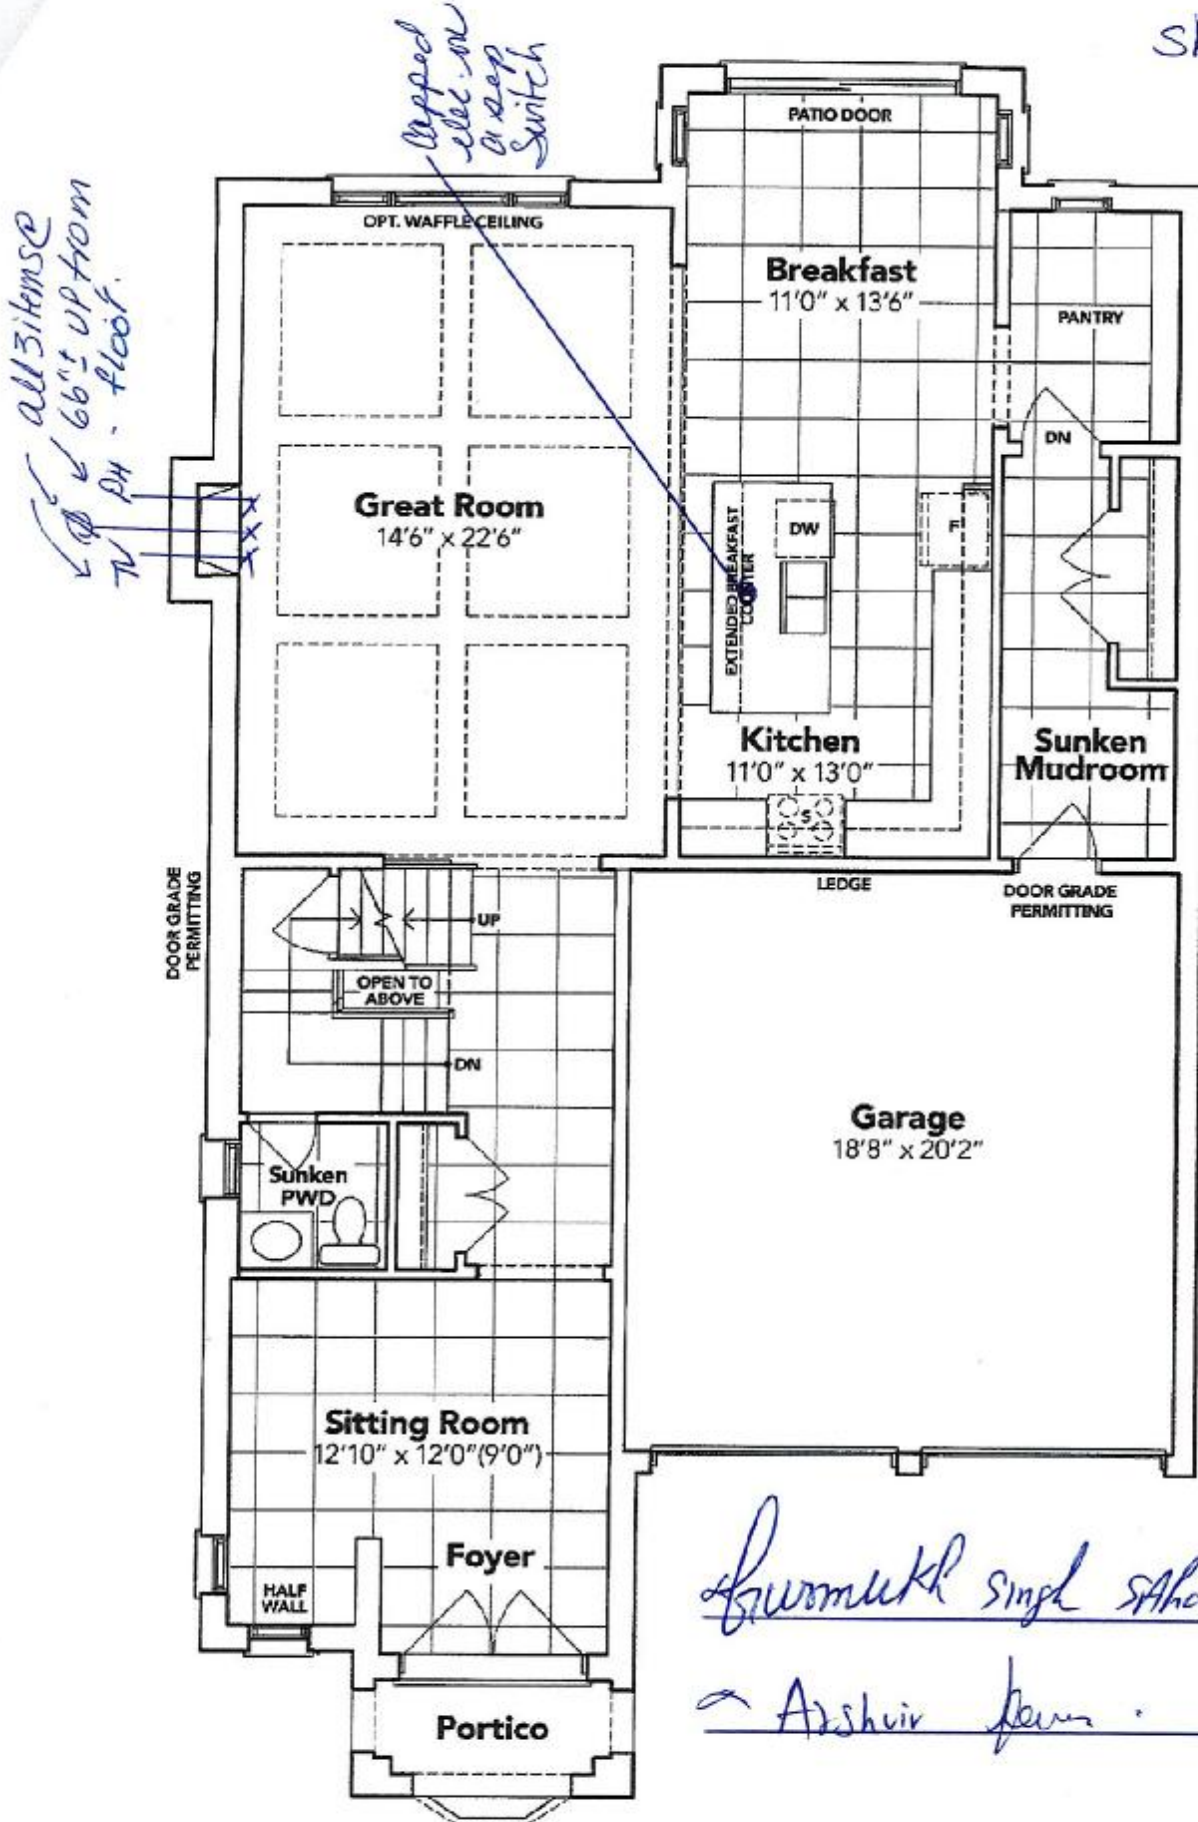 capped
elec. on
a sep
switch
all 3 items @
66"± up from
floor.
PH -
TV
PATIO DOOR
OPT. WAFFLE CEILING
Breakfast
11'0" x 13'6"
PANTRY
DN
Great Room
14'6" x 22'6"
EXTENDED BREAKFAST
COUNTER
DW
F
Kitchen
11'0" x 13'0"
S
Sunken
Mudroom
LEDGE
DOOR GRADE
PERMITTING
DOOR GRADE
PERMITTING
UP
OPEN TO
ABOVE
DN
Garage
18'8" x 20'2"
Sunken
PWD
Sitting Room
12'10" x 12'0"(9'0")
Foyer
HALF
WALL
Portico
Gurmukh Singh
Arshvir